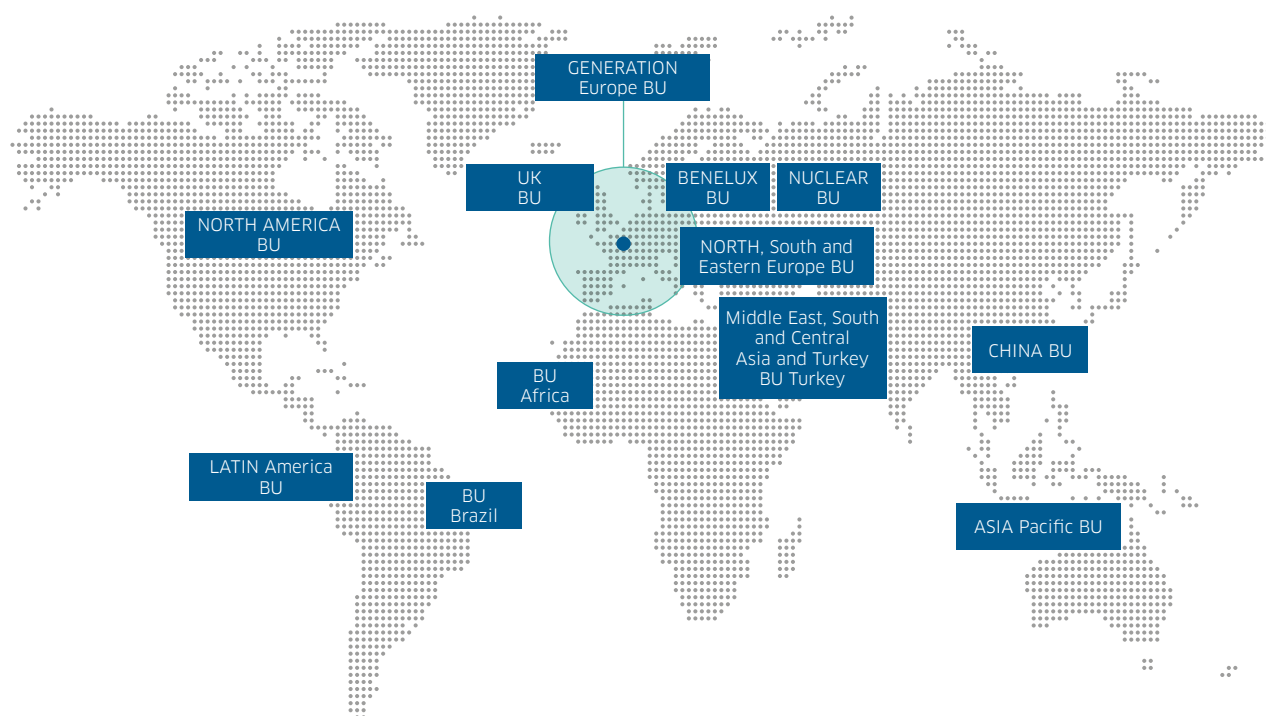 GENERATION
Europe BU
UK
BU
BENELUX
BU
NUCLEAR
BU
NORTH AMERICA
BU
NORTH, South and
Eastern Europe BU
Middle East, South
and Central
Asia and Turkey
BU Turkey
CHINA BU
BU
Africa
LATIN America
BU
BU
Brazil
ASIA Pacific BU